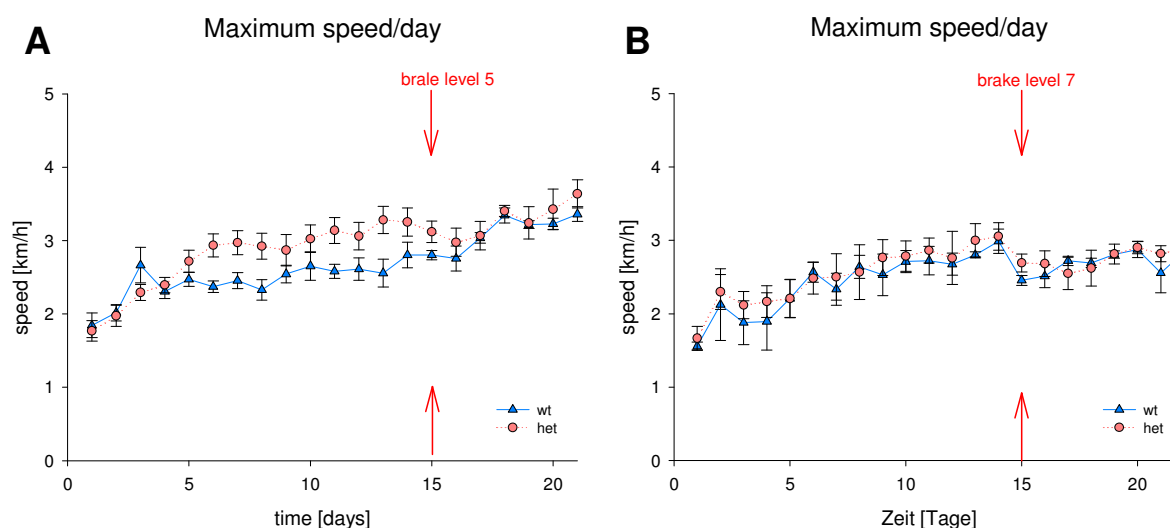 A
Maximum speed/day
brale level 5
5
4
3
2
1
0
speed [km/h]
wt
het
0
5
10
15
20
time [days]
B
Maximum speed/day
brake level 7
5
4
3
2
1
0
speed [km/h]
wt
het
0
5
10
15
20
Zeit [Tage]